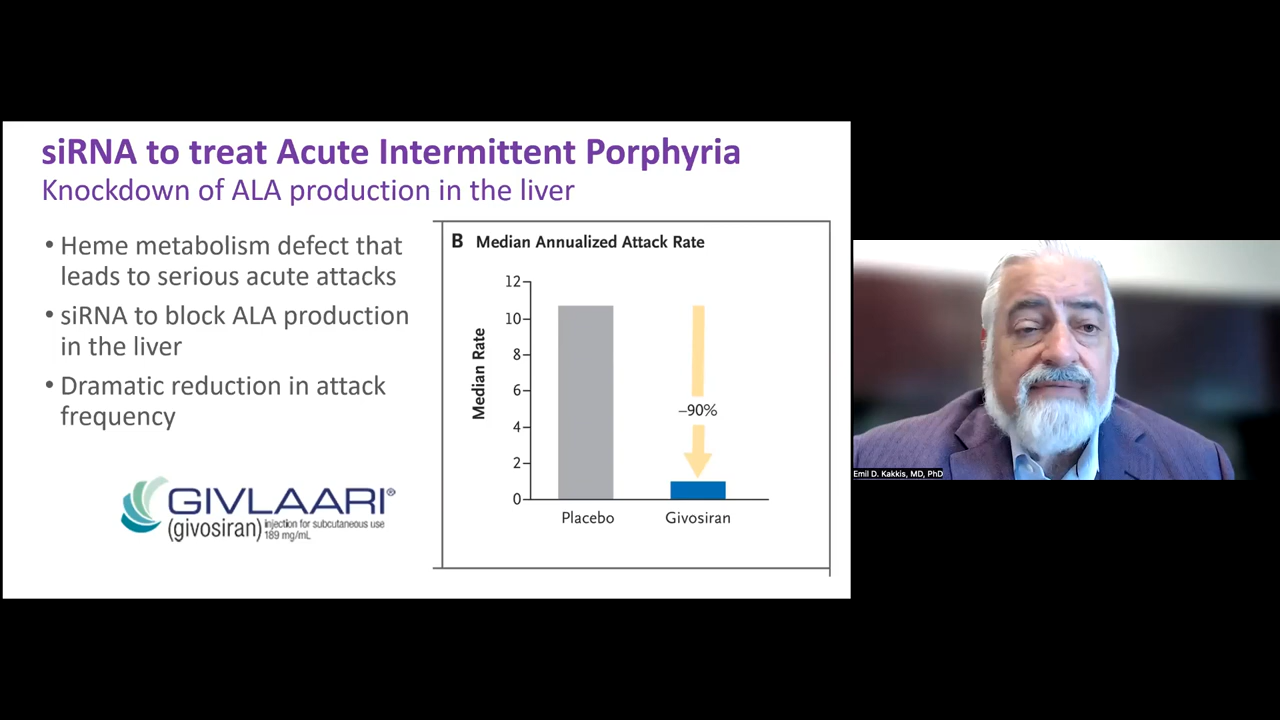 siRNA to treat Acute Intermittent Porphyria
Knockdown of ALA production in the liver
• Heme metabolism defect that
leads to serious acute attacks
• siRNA to block ALA production
in the liver
• Dramatic reduction in attack
frequency
GIVLAARI®
(givosiran) injection for subcutaneous use
189 mg/mL
B Median Annualized Attack Rate
Median Rate
12
10
8
6
4
2
0
–90%
Placebo Givosiran
Emil D. Kakkis, MD, PhD